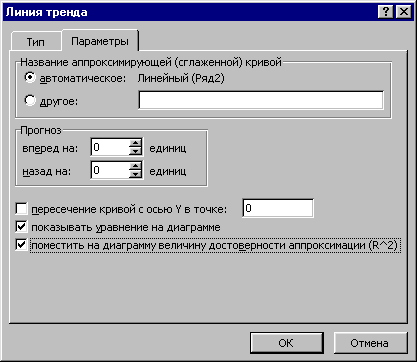 Линия тренда
Тип
Параметры
Название аппроксимирующей (сглаженной) кривой
автоматическое: Линейный (Ряд2)
другое:
Прогноз
вперед на: 0 единиц
назад на: 0 единиц
пересечение кривой с осью Y в точке: 0
показывать уравнение на диаграмме
поместить на диаграмму величину достоверности аппроксимации (R^2)
OK
Отмена